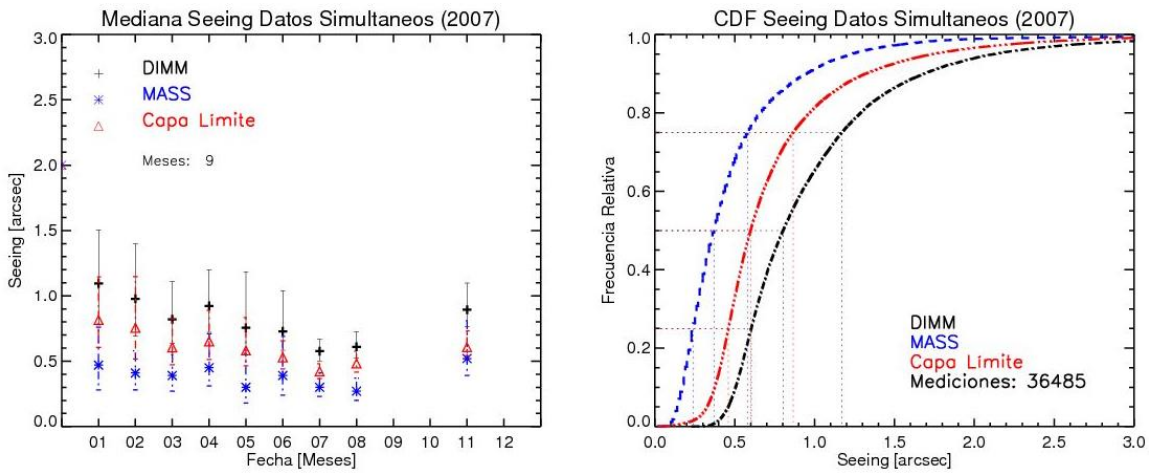 Mediana Seeing Datos Simultaneos (2007)
3.0
2.5
2.0
1.5
1.0
0.5
0.0
Seeing [arcsec]
DIMM
MASS
Capa Limite
Meses: 9
01 02 03 04 05 06 07 08 09 10 11 12
Fecha [Meses]
CDF Seeing Datos Simultaneos (2007)
1.0
0.8
0.6
0.4
0.2
0.0
Frecuencia Relativa
DIMM
MASS
Capa Limite
Mediciones: 36485
0.0 0.5 1.0 1.5 2.0 2.5 3.0
Seeing [arcsec]